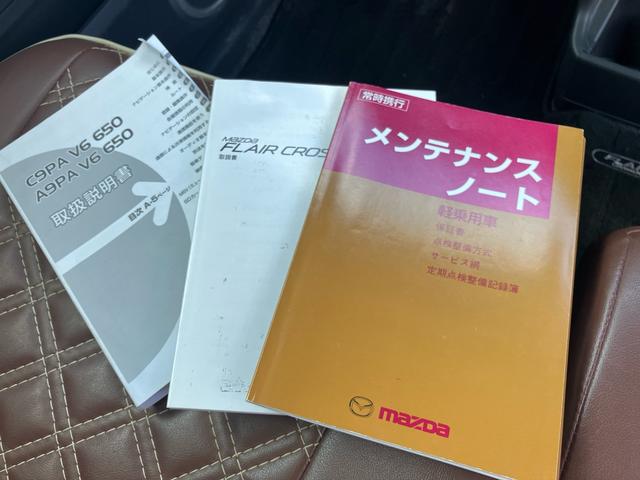 C9PA V6 650
A9PA V6 650
取扱説明書
目次 A-5ページ
MAZDA
FLAIR CROS
取扱書
常時携行
メンテナンス
ノート
軽乗用車
保証書
点検整備方式
サービス網
定期点検整備記録簿
mazda
FLAIR